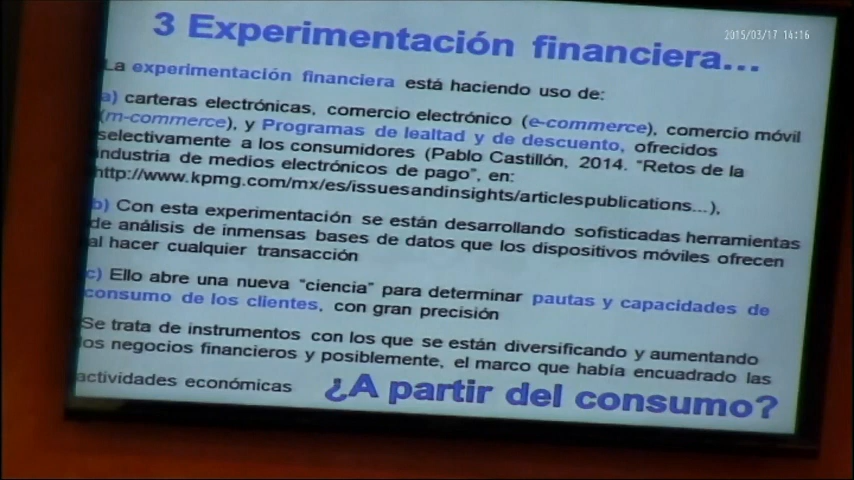 2015/03/17 14:16
3 Experimentación financiera...
La experimentación financiera está haciendo uso de:
a) carteras electrónicas, comercio electrónico (e-commerce), comercio móvil
(m-commerce), y Programas de lealtad y de descuento, ofrecidos
selectivamente a los consumidores (Pablo Castillón, 2014. "Retos de la
industria de medios electrónicos de pago", en:
http://www.kpmg.com/mx/es/issuesandinsights/articlespublications...),
b) Con esta experimentación se están desarrollando sofisticadas herramientas
de análisis de inmensas bases de datos que los dispositivos móviles ofrecen
al hacer cualquier transacción
c) Ello abre una nueva "ciencia" para determinar pautas y capacidades de
consumo de los clientes, con gran precisión
Se trata de instrumentos con los que se están diversificando y aumentando
los negocios financieros y posiblemente, el marco que había encuadrado las
actividades económicas ¿A partir del consumo?